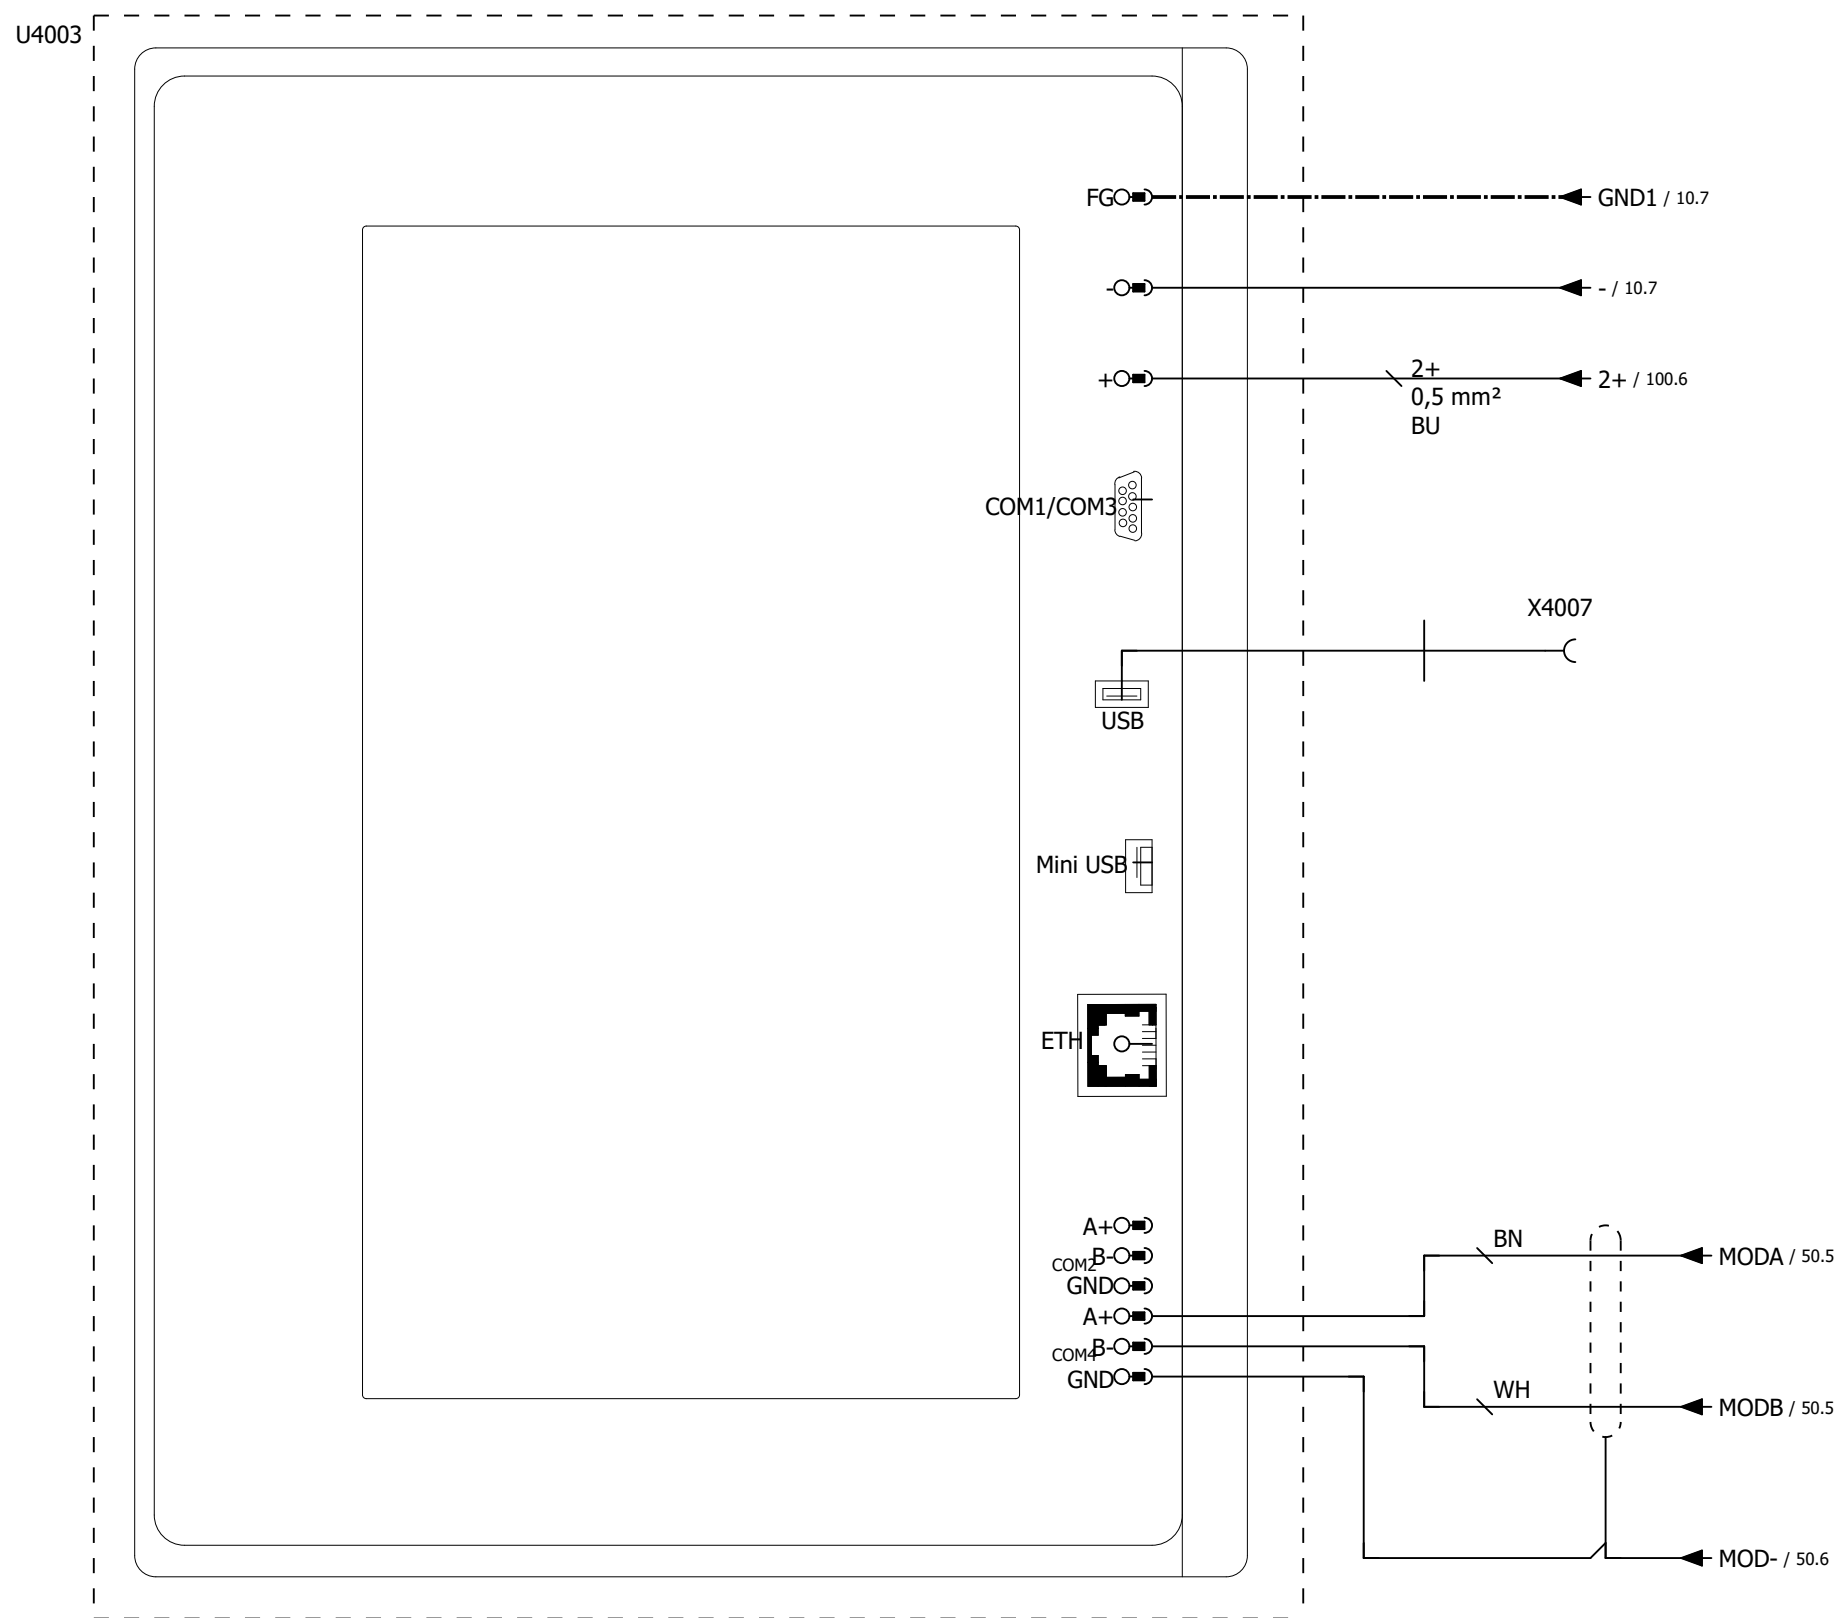 U4003
FG
GND1 / 10.7
-
- / 10.7
+
2+
0,5 mm²
BU
2+ / 100.6
COM1/COM3
X4007
USB
Mini USB
ETH
A+
B-
COM2
GND
A+
B-
COM4
GND
BN
MODA / 50.5
WH
MODB / 50.5
MOD- / 50.6